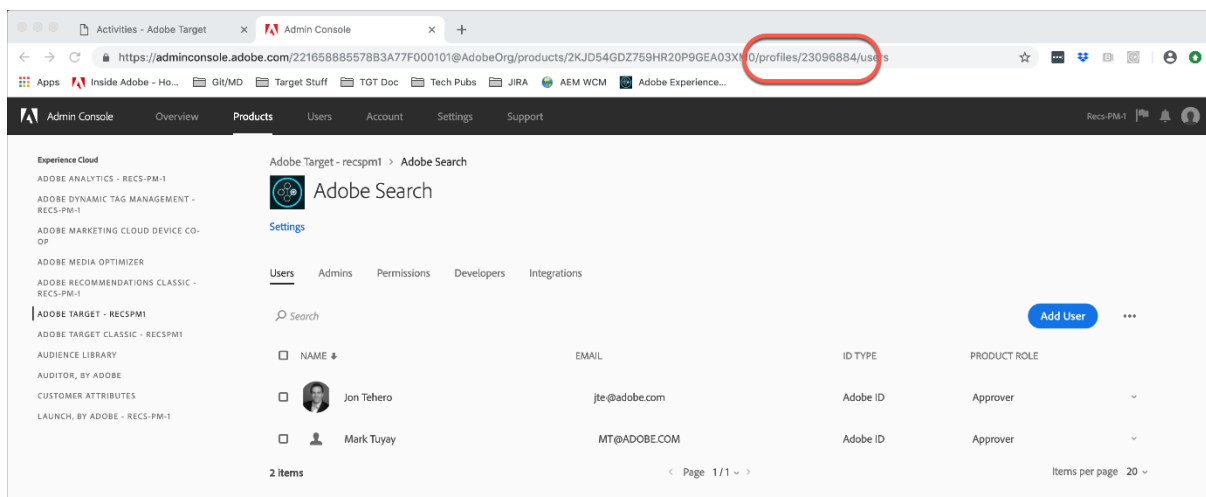 Activities - Adobe Target
Admin Console
https://adminconsole.adobe.com/221658885578B3A77F000101@AdobeOrg/products/2KJD54GDZ759HR20P9GEA03XM0/profiles/23096884/users
Apps Inside Adobe - Ho... Git/MD Target Stuff TGT Doc Tech Pubs JIRA AEM WCM Adobe Experience...
Admin Console Overview Products Users Account Settings Support Recs-PM-1
Experience Cloud
ADOBE ANALYTICS - RECS-PM-1
ADOBE DYNAMIC TAG MANAGEMENT -
RECS-PM-1
ADOBE MARKETING CLOUD DEVICE CO-
OP
ADOBE MEDIA OPTIMIZER
ADOBE RECOMMENDATIONS CLASSIC -
RECS-PM-1
ADOBE TARGET - RECSPM1
ADOBE TARGET CLASSIC - RECSPM1
AUDIENCE LIBRARY
AUDITOR, BY ADOBE
CUSTOMER ATTRIBUTES
LAUNCH, BY ADOBE - RECS-PM-1
Adobe Target - recspm1 > Adobe Search
Adobe Search
Settings
Users Admins Permissions Developers Integrations
Search
Add User
NAME EMAIL ID TYPE PRODUCT ROLE
Jon Tehero jte@adobe.com Adobe ID Approver
Mark Tuyay MT@ADOBE.COM Adobe ID Approver
2 items Page 1/1 Items per page 20